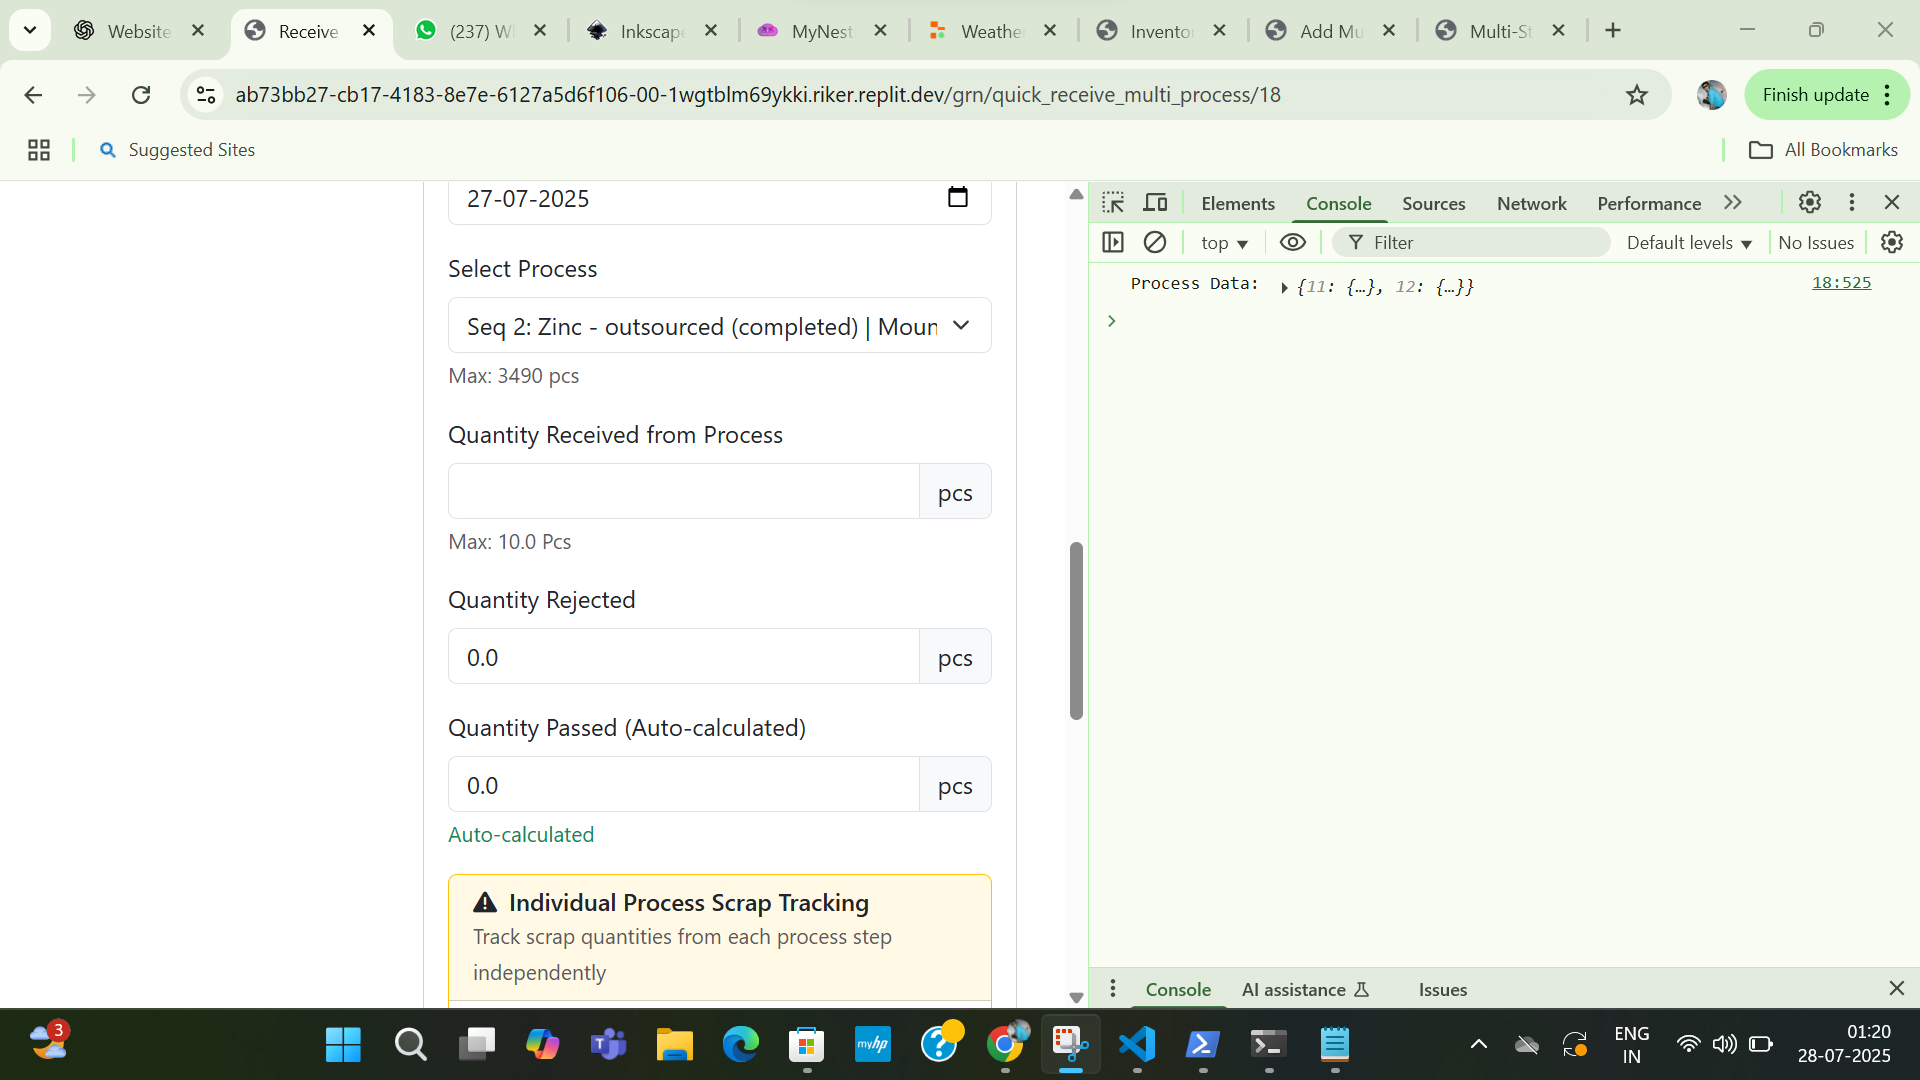 Website
Receive
(237) W
Inkscape
MyNest
Weather
Invento
Add Mu
Multi-St
ab73bb27-cb17-4183-8e7e-6127a5d6f106-00-1wgtblm69ykki.riker.replit.dev/grn/quick_receive_multi_process/18
Finish update
Suggested Sites
All Bookmarks
27-07-2025
Select Process
Seq 2: Zinc - outsourced (completed) | Moun
Max: 3490 pcs
Quantity Received from Process
pcs
Max: 10.0 Pcs
Quantity Rejected
0.0
pcs
Quantity Passed (Auto-calculated)
0.0
pcs
Auto-calculated
Individual Process Scrap Tracking
Track scrap quantities from each process step
independently
Elements
Console
Sources
Network
Performance
top
Filter
Default levels
No Issues
Process Data: {11: {…}, 12: {…}}
18:525
Console
AI assistance
Issues
3
myhp
ENG
IN
01:20
28-07-2025